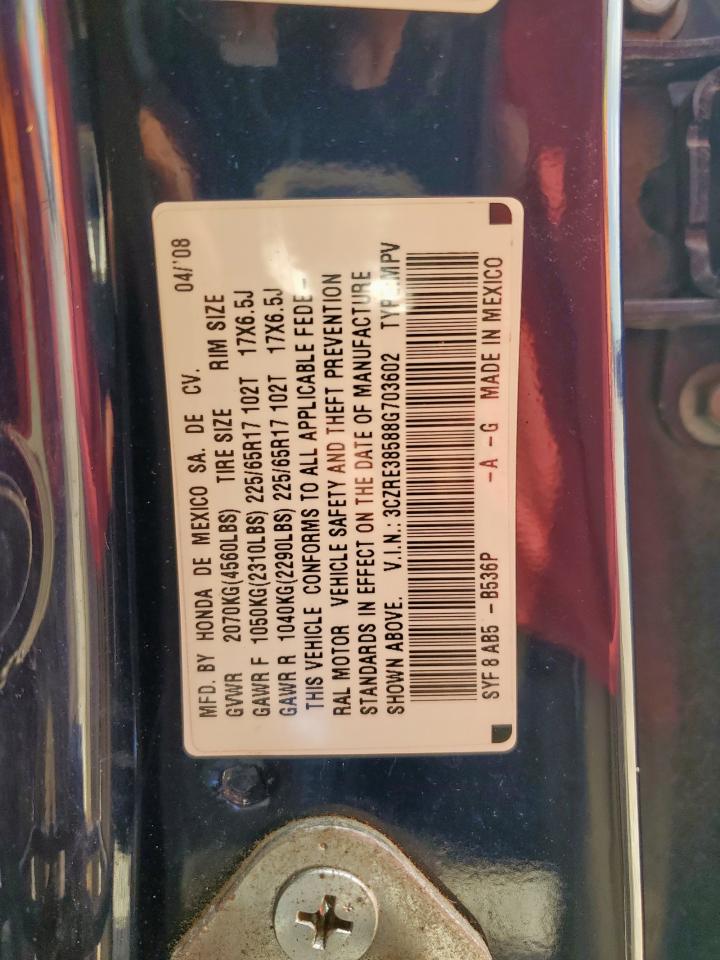 MFD. BY HONDA DE MEXICO SA. DE CV. 04/'08
GVWR 2070KG(4560LBS) TIRE SIZE RIM SIZE
GAWR F 1050KG(2310LBS) 225/65R17 102T 17X6.5J
GAWR R 1040KG(2290LBS) 225/65R17 102T 17X6.5J
THIS VEHICLE CONFORMS TO ALL APPLICABLE FEDE-
RAL MOTOR VEHICLE SAFETY AND THEFT PREVENTION
STANDARDS IN EFFECT ON THE DATE OF MANUFACTURE
SHOWN ABOVE. V.I.N.: 3CZRE38588G703602 TYPE:MPV
SYF8AB5 -B536P -A -G MADE IN MEXICO